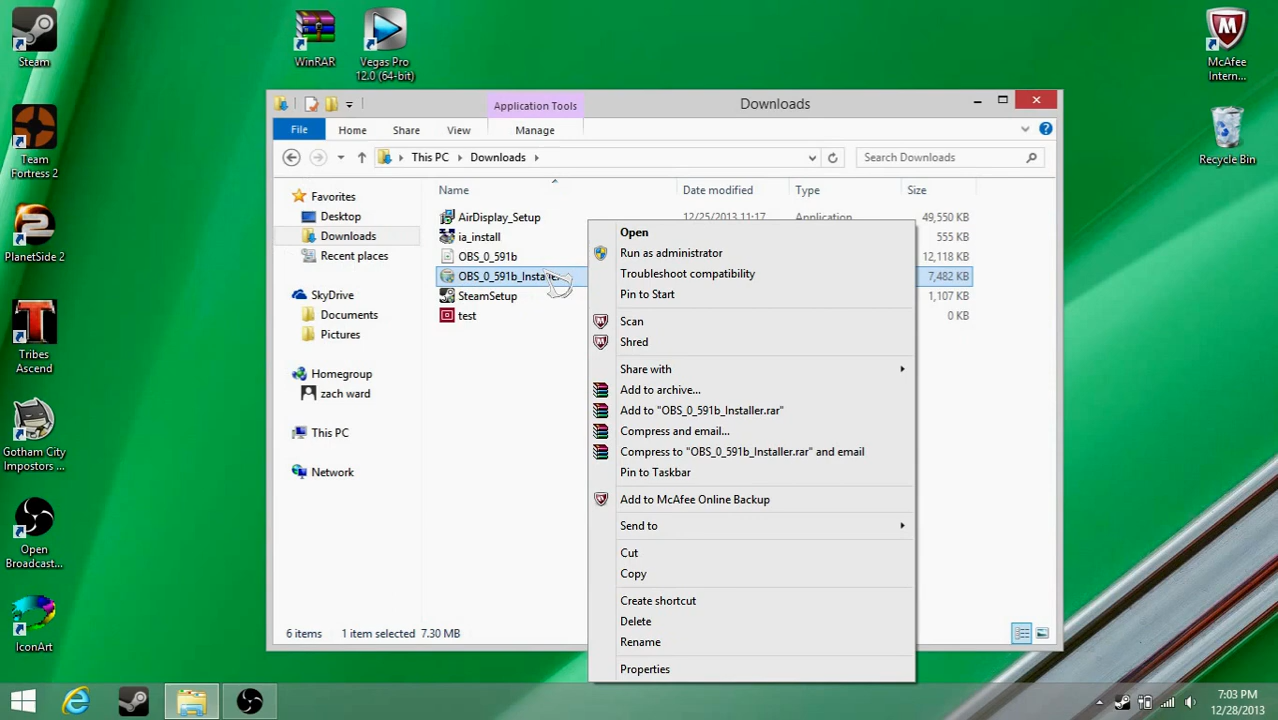 Steam
WinRAR
Vegas Pro
12.0 (64-bit)
McAfee
Intern...
Team
Fortress 2
PlanetSide 2
Tribes
Ascend
Gotham City
Impostors ...
Open
Broadcast...
IconArt
Recycle Bin
Application Tools
Downloads
File
Home
Share
View
Manage
This PC
Downloads
Search Downloads
Name
Date modified
Type
Size
Favorites
Desktop
Downloads
Recent places
SkyDrive
Documents
Pictures
Homegroup
zach ward
This PC
Network
AirDisplay_Setup 12/25/2013 11:17 Application 49,550 KB
ia_install 555 KB
OBS_0_591b 12,118 KB
OBS_0_591b_Installer 7,482 KB
SteamSetup 1,107 KB
test 0 KB
Open
Run as administrator
Troubleshoot compatibility
Pin to Start
Scan
Shred
Share with
Add to archive...
Add to "OBS_0_591b_Installer.rar"
Compress and email...
Compress to "OBS_0_591b_Installer.rar" and email
Pin to Taskbar
Add to McAfee Online Backup
Send to
Cut
Copy
Create shortcut
Delete
Rename
Properties
6 items 1 item selected 7.30 MB
7:03 PM
12/28/2013